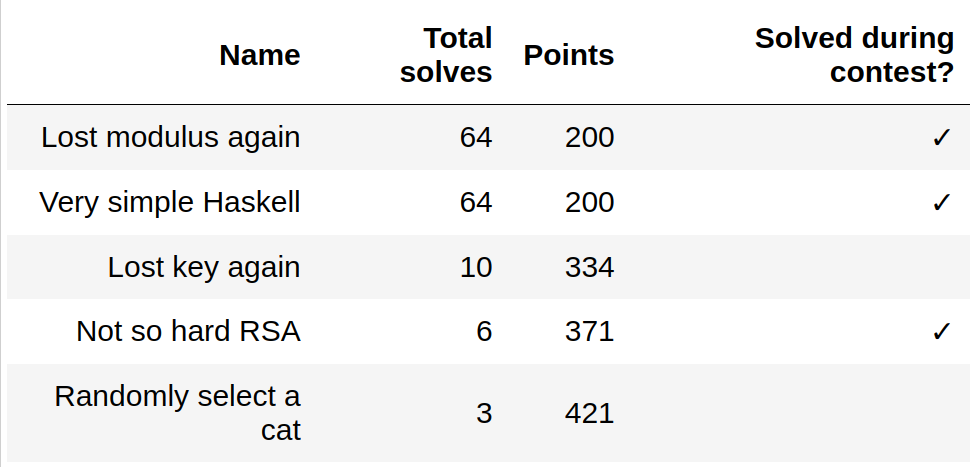 Name Total solves Points Solved during contest?
Lost modulus again 64 200 ✓
Very simple Haskell 64 200 ✓
Lost key again 10 334
Not so hard RSA 6 371 ✓
Randomly select a cat 3 421